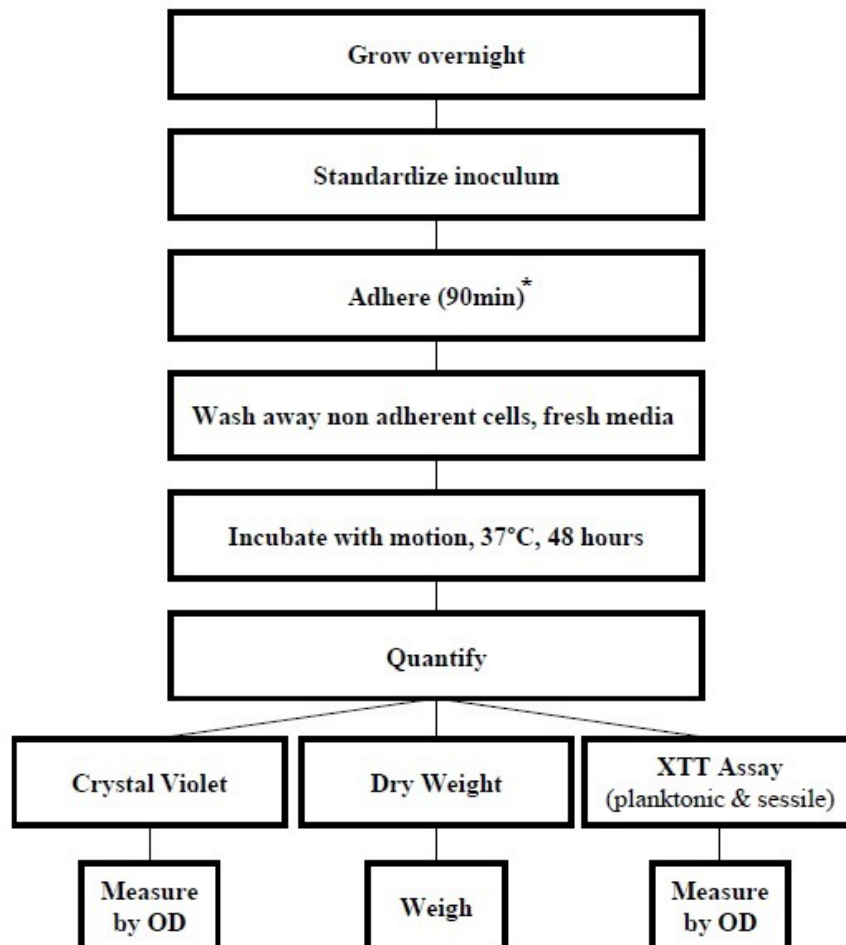 Grow overnight
Standardize inoculum
Adhere (90min)*
Wash away non adherent cells, fresh media
Incubate with motion, 37°C, 48 hours
Quantify
Crystal Violet
Dry Weight
XTT Assay
(planktonic & sessile)
Measure
by OD
Weigh
Measure
by OD